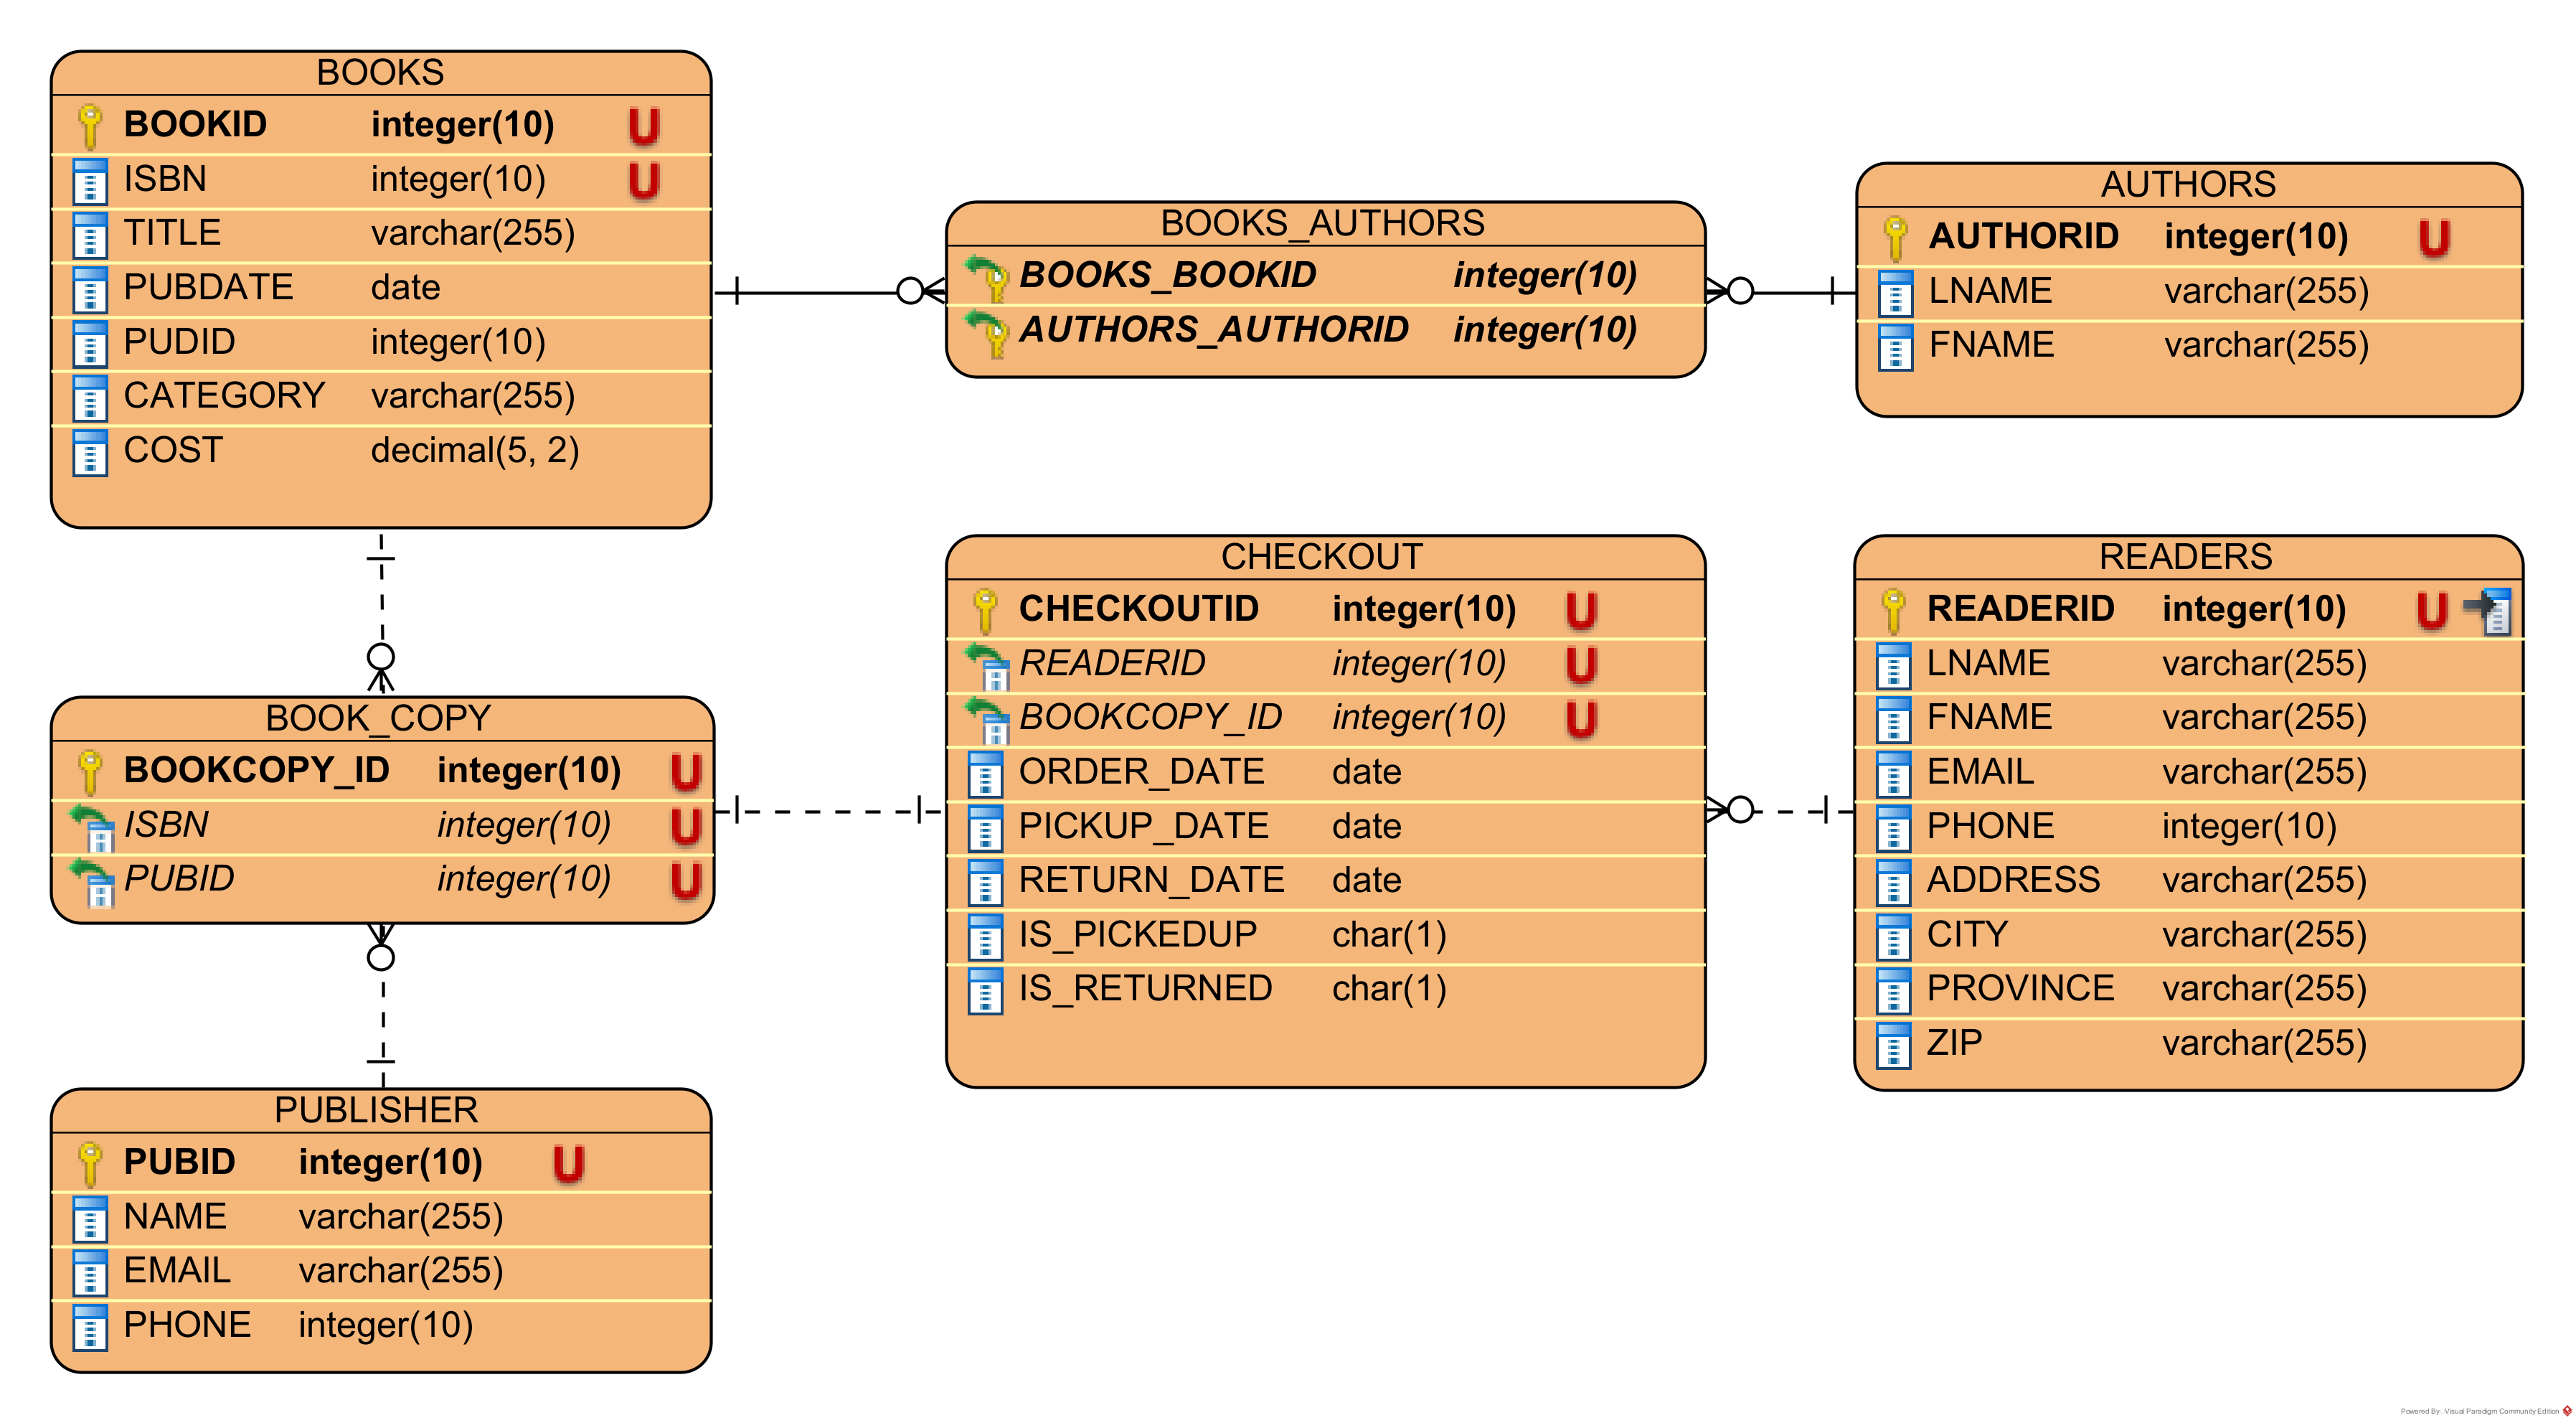 BOOKS
BOOKID integer(10) U
ISBN integer(10) U
TITLE varchar(255)
PUBDATE date
PUDID integer(10)
CATEGORY varchar(255)
COST decimal(5, 2)
BOOKS_AUTHORS
BOOKS_BOOKID integer(10)
AUTHORS_AUTHORID integer(10)
AUTHORS
AUTHORID integer(10) U
LNAME varchar(255)
FNAME varchar(255)
BOOK_COPY
BOOKCOPY_ID integer(10) U
ISBN integer(10) U
PUBID integer(10) U
CHECKOUT
CHECKOUTID integer(10) U
READERID integer(10) U
BOOKCOPY_ID integer(10) U
ORDER_DATE date
PICKUP_DATE date
RETURN_DATE date
IS_PICKEDUP char(1)
IS_RETURNED char(1)
READERS
READERID integer(10) U
LNAME varchar(255)
FNAME varchar(255)
EMAIL varchar(255)
PHONE integer(10)
ADDRESS varchar(255)
CITY varchar(255)
PROVINCE varchar(255)
ZIP varchar(255)
PUBLISHER
PUBID integer(10) U
NAME varchar(255)
EMAIL varchar(255)
PHONE integer(10)
Powered By: Visual Paradigm Community Edition